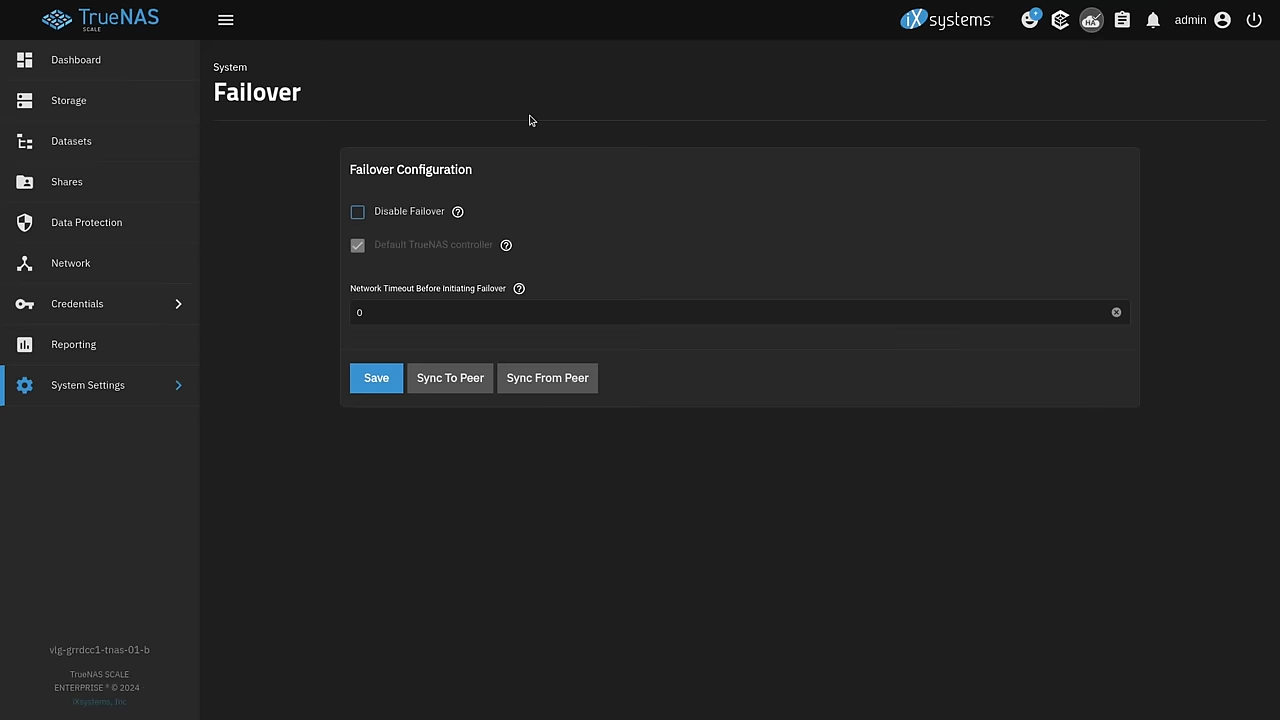 TrueNAS
SCALE
iXsystems
HA
admin
Dashboard
Storage
Datasets
Shares
Data Protection
Network
Credentials
Reporting
System Settings
System
Failover
Failover Configuration
Disable Failover
Default TrueNAS controller
Network Timeout Before Initiating Failover
0
Save
Sync To Peer
Sync From Peer
vlg-grrdcc1-tnas-01-b
TrueNAS SCALE
ENTERPRISE ® © 2024
iXsystems, Inc